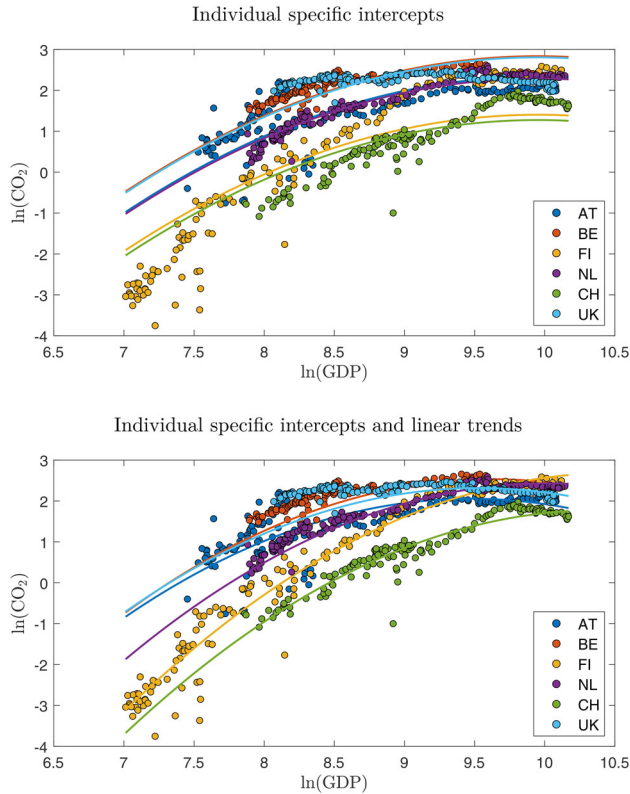 Individual specific intercepts
3
2
1
0
-1
-2
-3
-4
ln(CO2)
6.5 7 7.5 8 8.5 9 9.5 10 10.5
ln(GDP)
AT
BE
FI
NL
CH
UK
Individual specific intercepts and linear trends
3
2
1
0
-1
-2
-3
-4
ln(CO2)
6.5 7 7.5 8 8.5 9 9.5 10 10.5
ln(GDP)
AT
BE
FI
NL
CH
UK